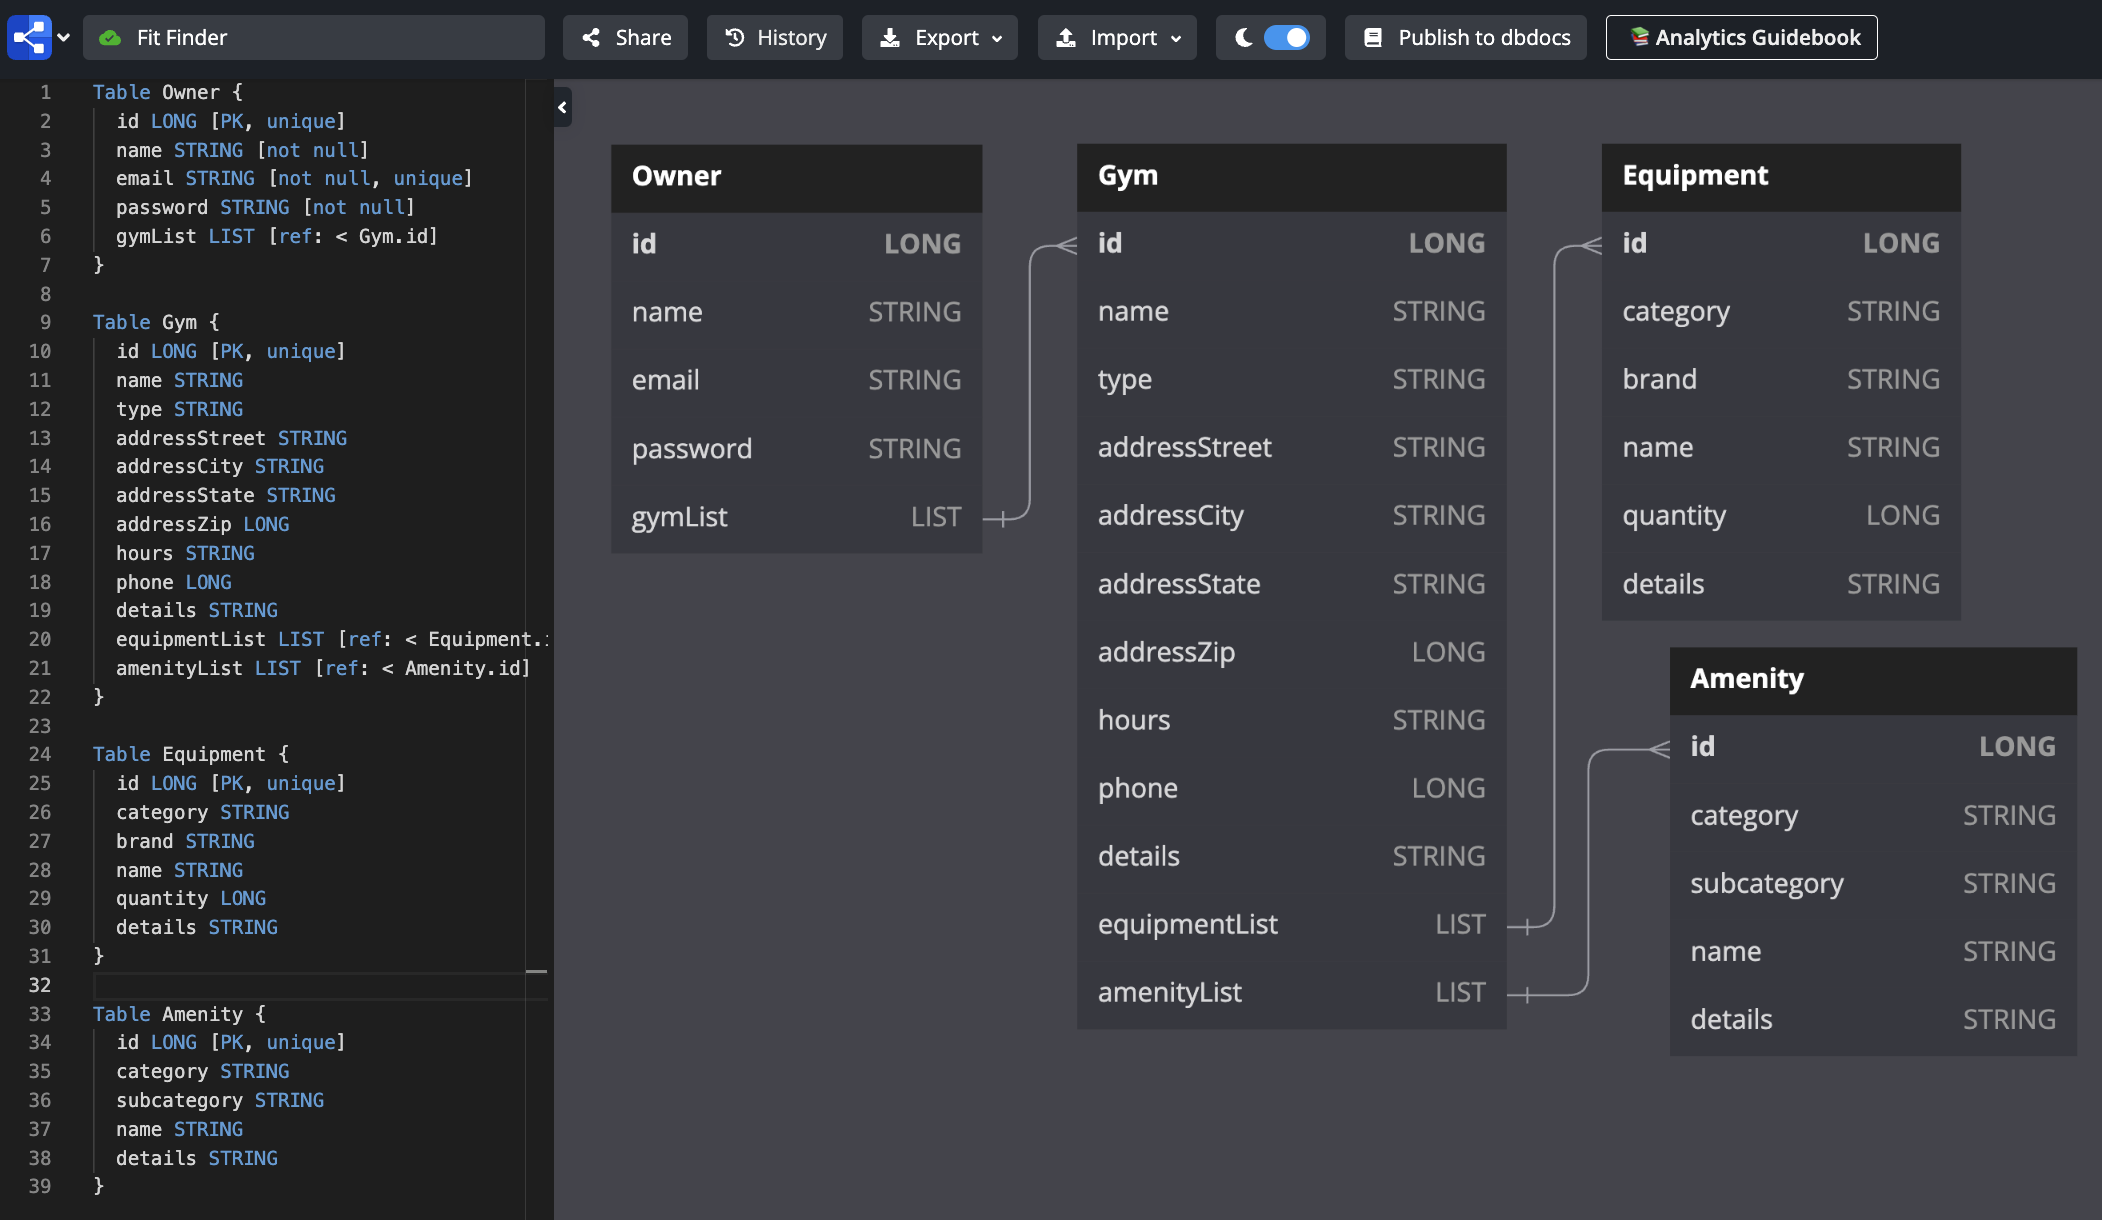 Fit Finder
Share
History
Export
Import
Publish to dbdocs
Analytics Guidebook
1 Table Owner {
2 id LONG [PK, unique]
3 name STRING [not null]
4 email STRING [not null, unique]
5 password STRING [not null]
6 gymList LIST [ref: < Gym.id]
7 }
8
9 Table Gym {
10 id LONG [PK, unique]
11 name STRING
12 type STRING
13 addressStreet STRING
14 addressCity STRING
15 addressState STRING
16 addressZip LONG
17 hours STRING
18 phone LONG
19 details STRING
20 equipmentList LIST [ref: < Equipment.
21 amenityList LIST [ref: < Amenity.id]
22 }
23
24 Table Equipment {
25 id LONG [PK, unique]
26 category STRING
27 brand STRING
28 name STRING
29 quantity LONG
30 details STRING
31 }
32
33 Table Amenity {
34 id LONG [PK, unique]
35 category STRING
36 subcategory STRING
37 name STRING
38 details STRING
39 }
Owner
id LONG
name STRING
email STRING
password STRING
gymList LIST
Gym
id LONG
name STRING
type STRING
addressStreet STRING
addressCity STRING
addressState STRING
addressZip LONG
hours STRING
phone LONG
details STRING
equipmentList LIST
amenityList LIST
Equipment
id LONG
category STRING
brand STRING
name STRING
quantity LONG
details STRING
Amenity
id LONG
category STRING
subcategory STRING
name STRING
details STRING